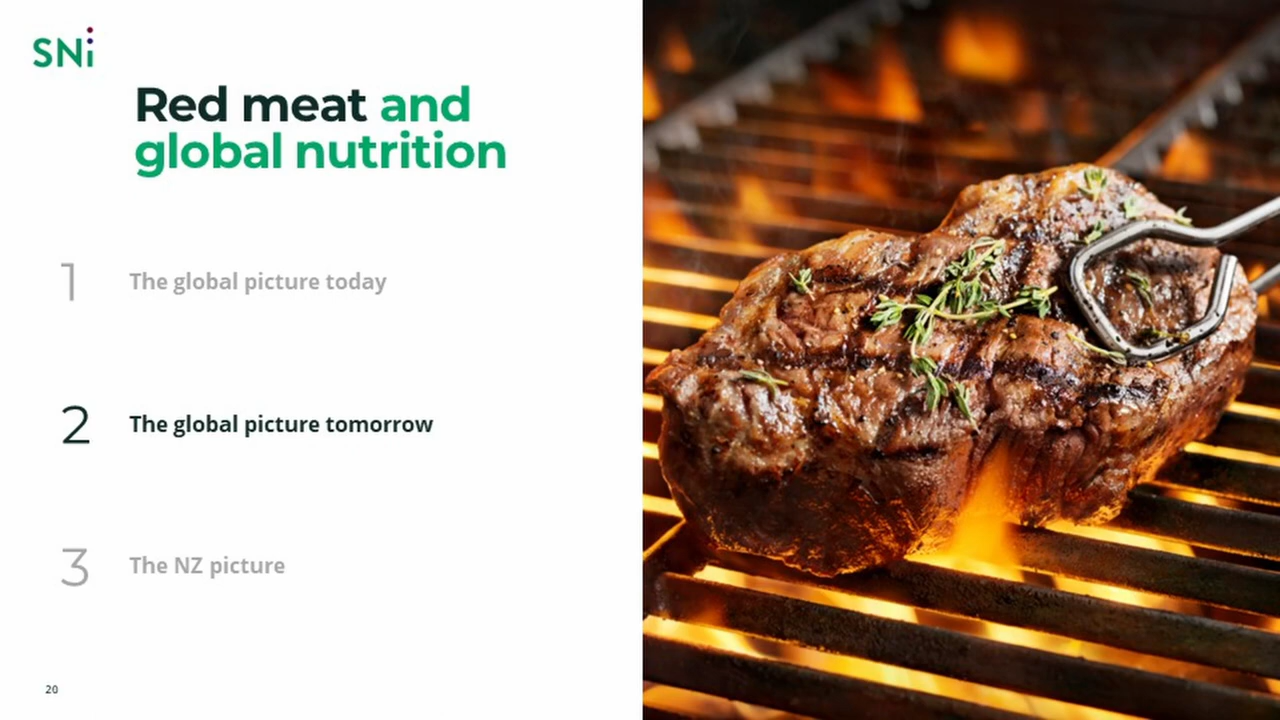 SNi
Red meat and
global nutrition
1 The global picture today
2 The global picture tomorrow
3 The NZ picture
20